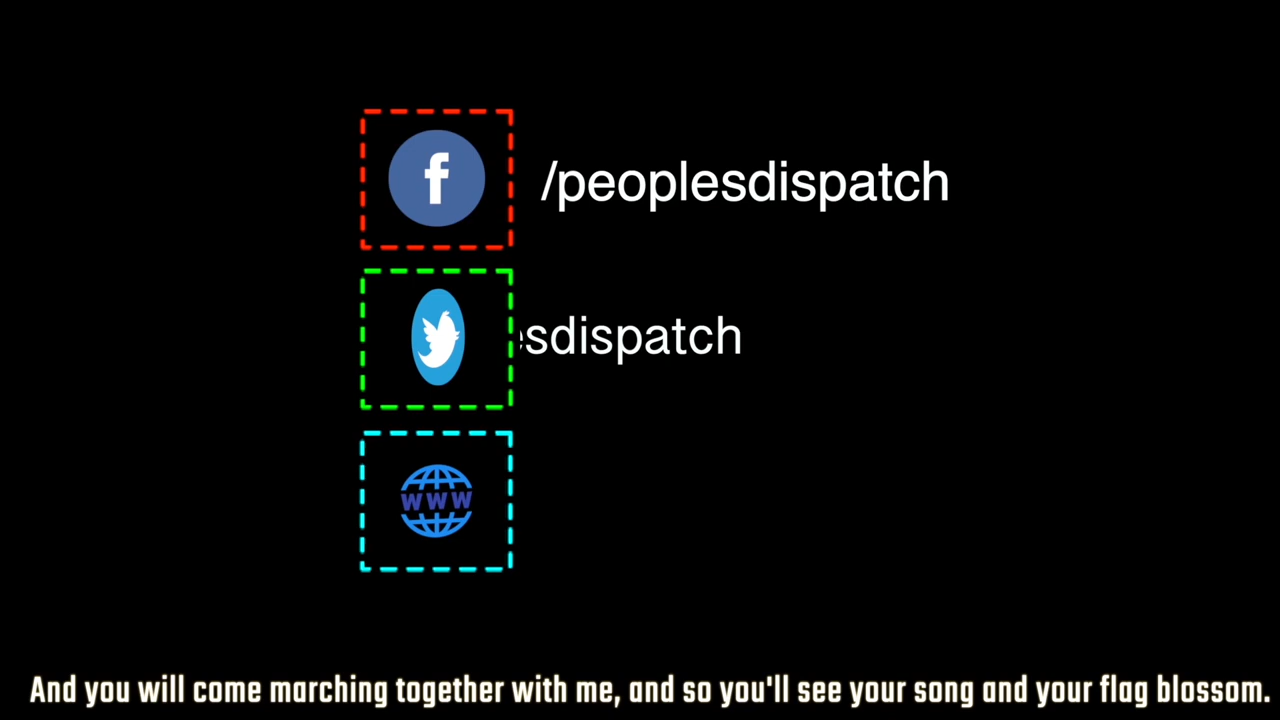 f
/peoplesdispatch
esdispatch
WWW
And you will come marching together with me, and so you'll see your song and your flag blossom.